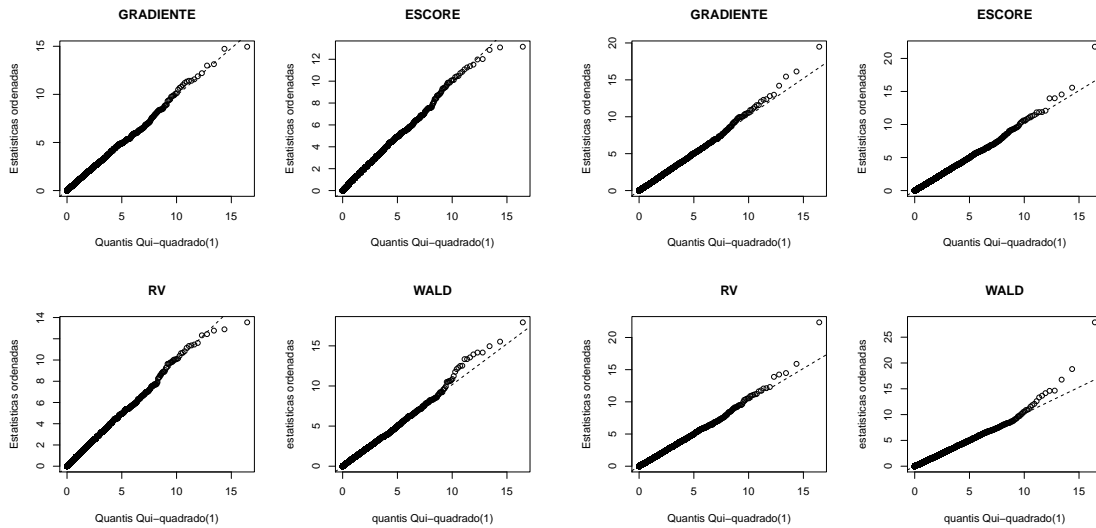 GRADIENTE
Estatísticas ordenadas
15
10
5
0
0 5 10 15
Quantis Qui−quadrado(1)
ESCORE
Estatísticas ordenadas
12
10
8
6
4
2
0
0 5 10 15
Quantis Qui−quadrado(1)
GRADIENTE
Estatísticas ordenadas
20
15
10
5
0
0 5 10 15
Quantis Qui−quadrado(1)
ESCORE
Estatísticas ordenadas
20
15
10
5
0
0 5 10 15
Quantis Qui−quadrado(1)
RV
Estatísticas ordenadas
14
12
10
8
6
4
2
0
0 5 10 15
Quantis Qui−quadrado(1)
WALD
estatísticas ordenadas
15
10
5
0
0 5 10 15
quantis Qui−quadrado(1)
RV
Estatísticas ordenadas
20
15
10
5
0
0 5 10 15
Quantis Qui−quadrado(1)
WALD
estatísticas ordenadas
25
20
15
10
5
0
0 5 10 15
quantis Qui−quadrado(1)